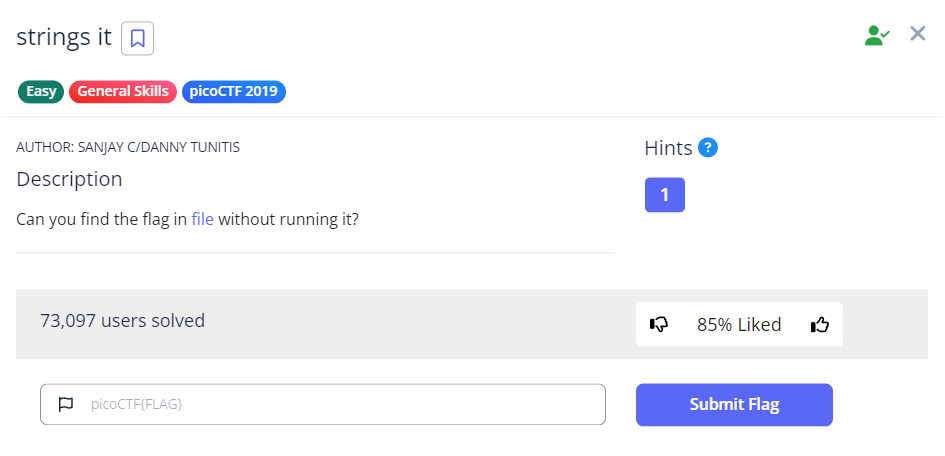 strings it
Easy General Skills picoCTF 2019
AUTHOR: SANJAY C/DANNY TUNITIS
Description
Can you find the flag in file without running it?
Hints ?
1
73,097 users solved
85% Liked
picoCTF{FLAG}
Submit Flag